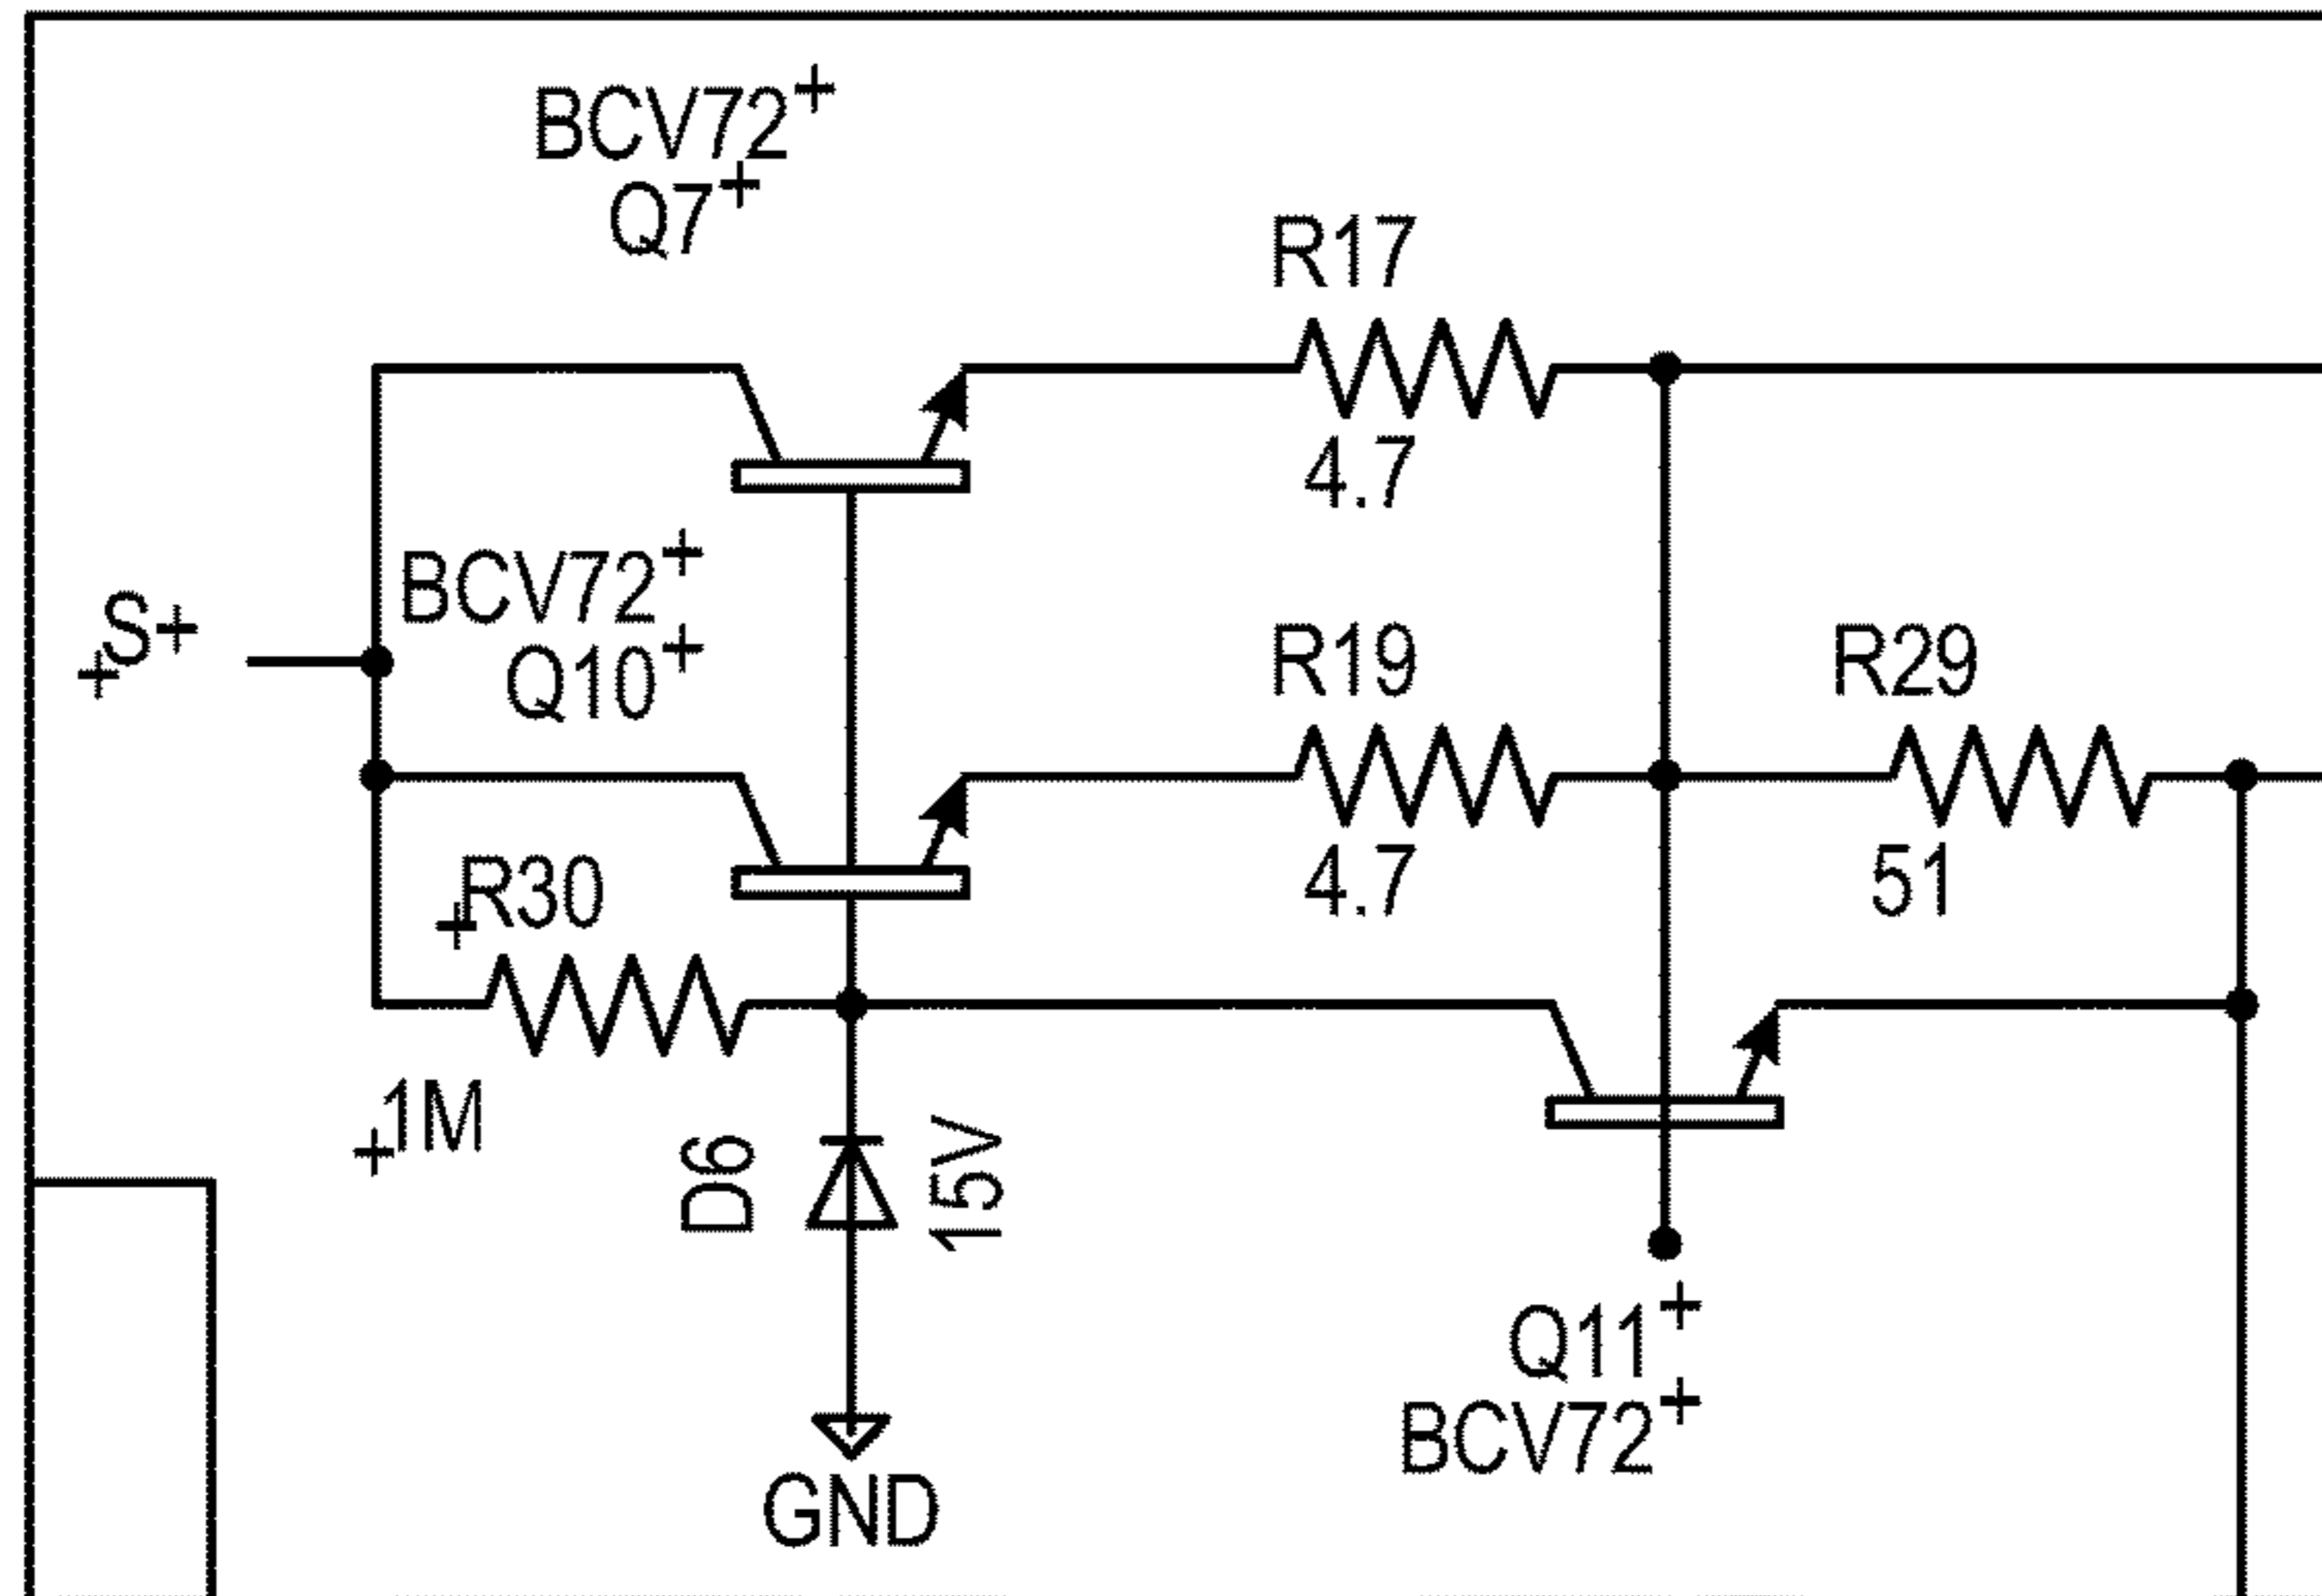 BCV72
Q7
R17
4.7
BCV72
Q10
S
R19
4.7
R29
51
R30
1M
D6
15V
Q11
BCV72
GND